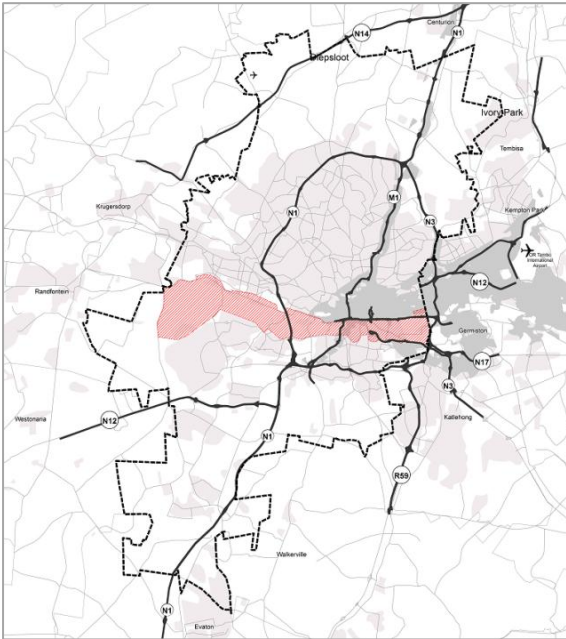 Centurion
N14
N1
Diepsloot
Ivory Park
Tembisa
Krugersdorp
M1
N1
N3
Kempton Park
OR Tambo
International
Airport
Randfontein
N12
Germiston
N17
N3
Westonaria
N12
Katlehong
N1
R59
Walkerville
N1
Evaton